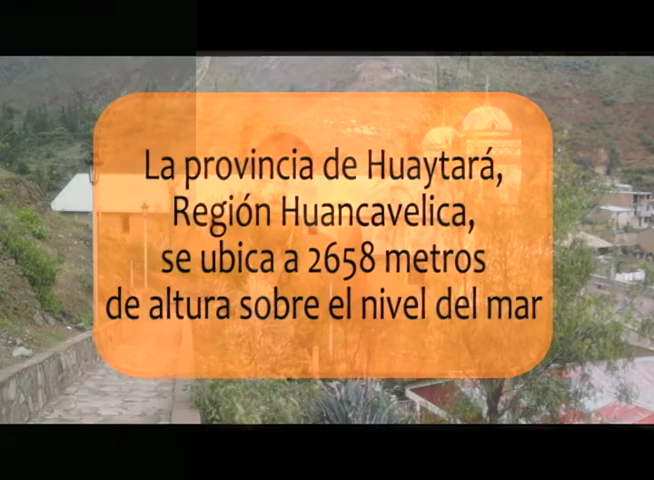 La provincia de Huaytará,
Región Huancavelica,
se ubica a 2658 metros
de altura sobre el nivel del mar